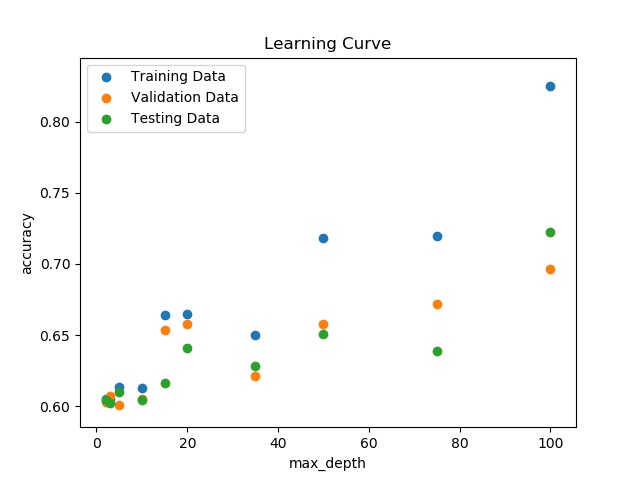 Learning Curve
Training Data
Validation Data
Testing Data
0.80
0.75
0.70
0.65
0.60
accuracy
0 20 40 60 80 100
max_depth